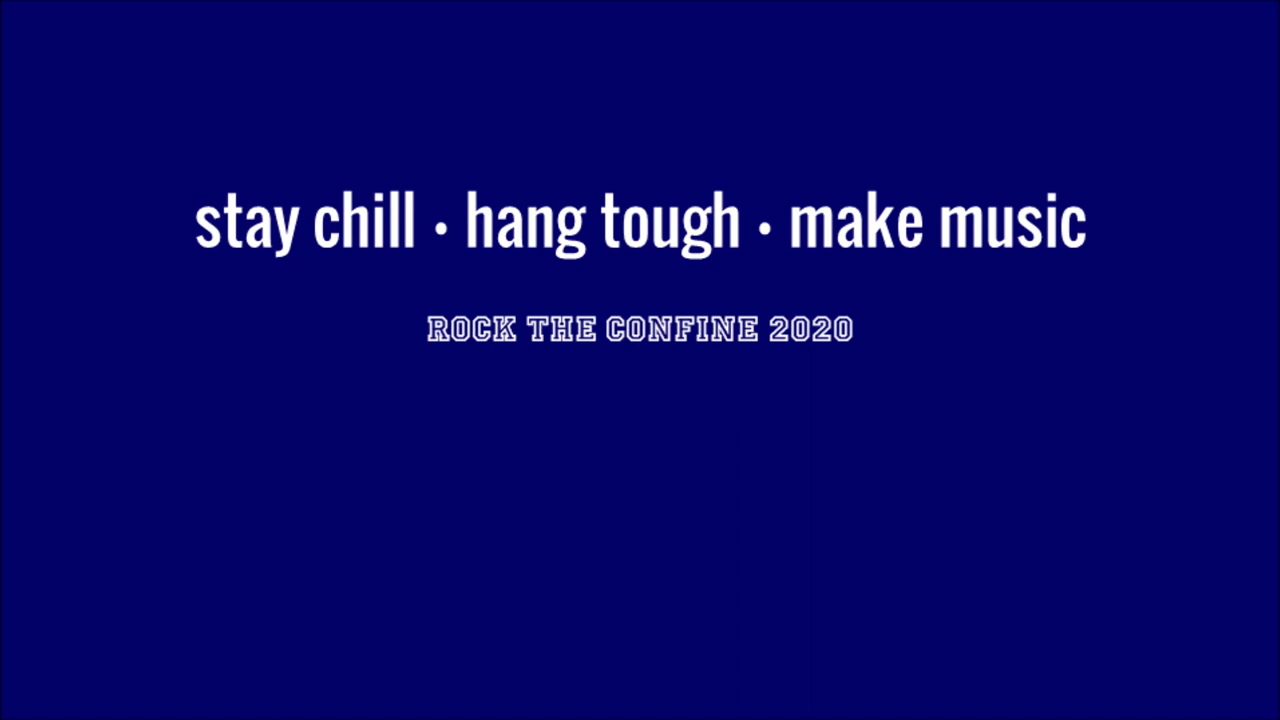 stay chill • hang tough • make music
ROCK THE CONFINE 2020